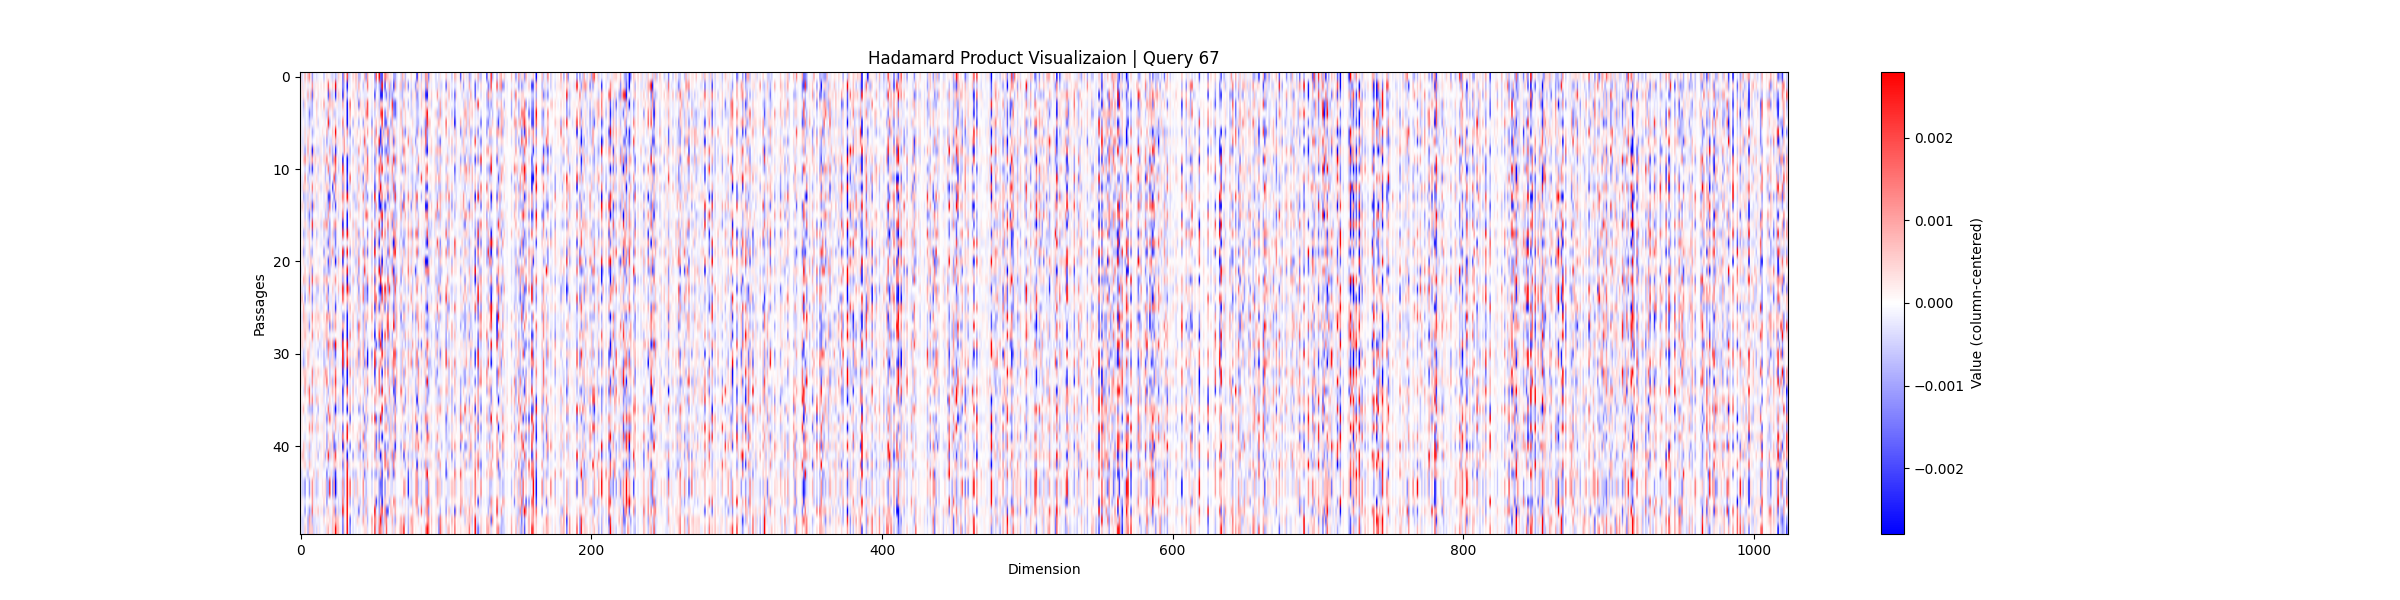 Hadamard Product Visualizaion | Query 67
Passages
0
10
20
30
40
0 200 400 600 800 1000
Dimension
0.002
0.001
0.000
−0.001
−0.002
Value (column-centered)